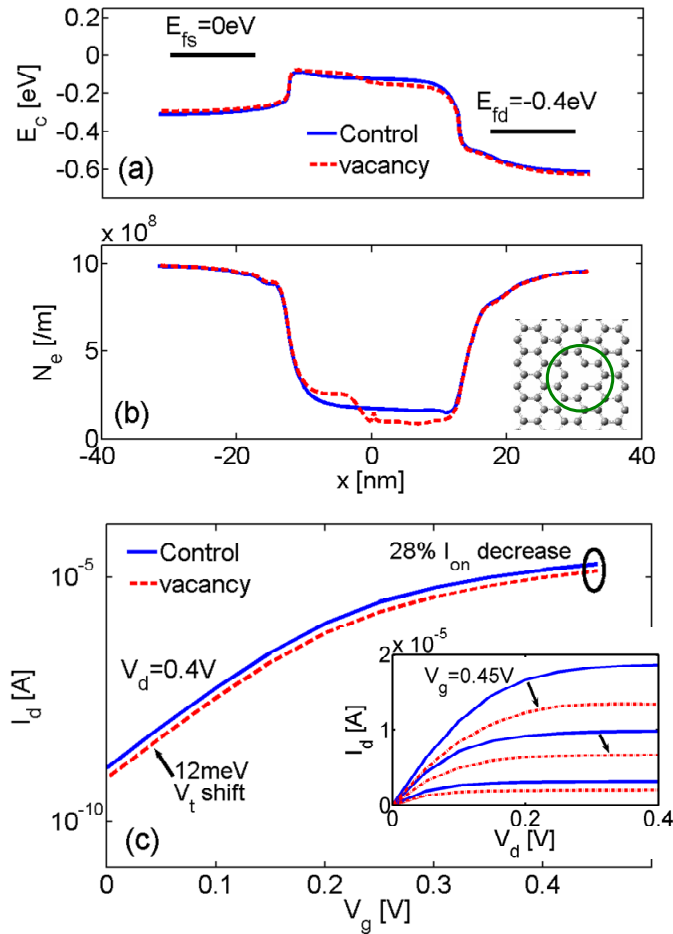 0.2
E_fs=0eV
0
-0.2
E_fd=-0.4eV
E_c [eV]
-0.4
Control
-0.6
(a)
vacancy
x 10^8
10
N_e [/m]
5
(b)
0
-40 -20 0 20 40
x [nm]
Control
28% I_on decrease
vacancy
10^-5
x 10^-5
V_d=0.4V
2
V_g=0.45V
I_d [A]
I_d [A]
1
12meV
V_t shift
0
0 0.2 0.4
10^-10
V_d [V]
(c)
0 0.1 0.2 0.3 0.4
V_g [V]